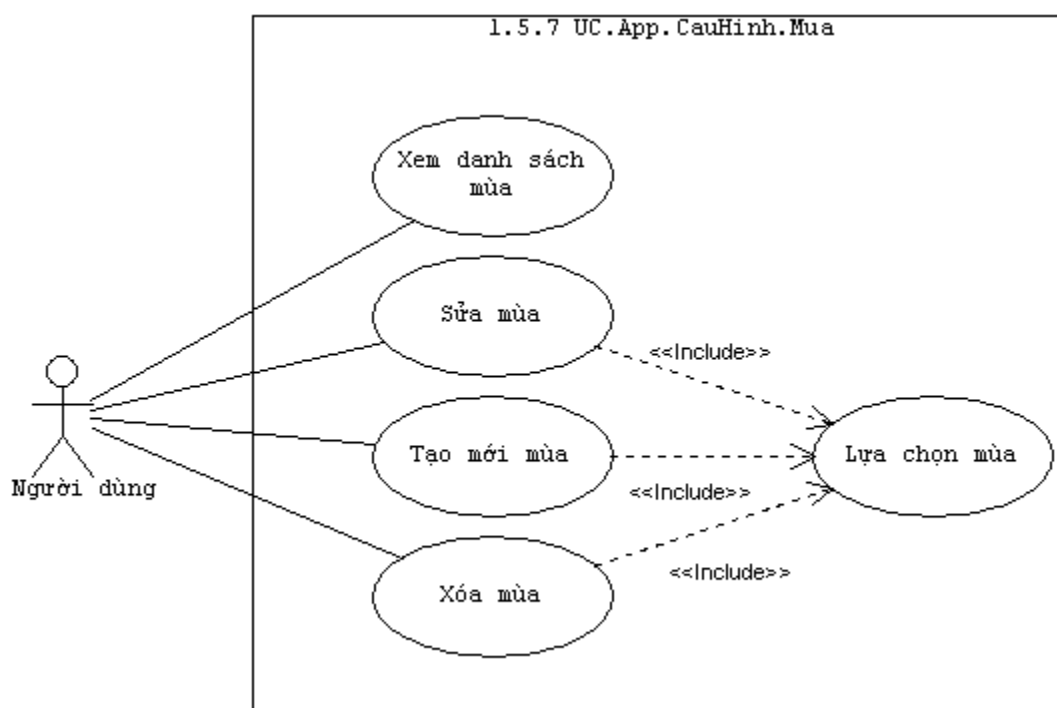 1.5.7 UC.App.CauHinh.Mua
Xem danh sách
mùa
Sửa mùa
<<Include>>
Tạo mới mùa
Lựa chọn mùa
Người dùng
<<Include>>
Xóa mùa
<<Include>>